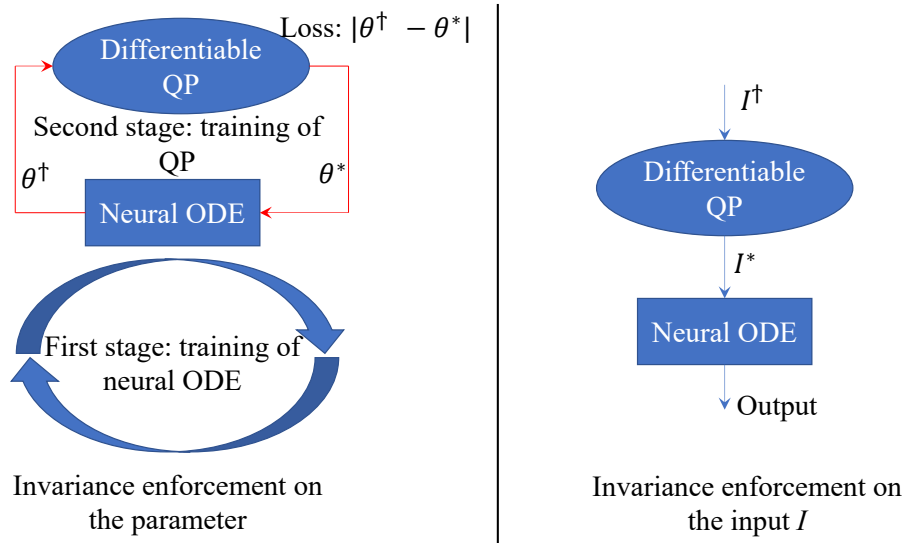 Loss: |θ† − θ*|
Differentiable
QP
Second stage: training of
QP
θ†
θ*
Neural ODE
First stage: training of
neural ODE
Invariance enforcement on
the parameter
I†
Differentiable
QP
I*
Neural ODE
Output
Invariance enforcement on
the input I